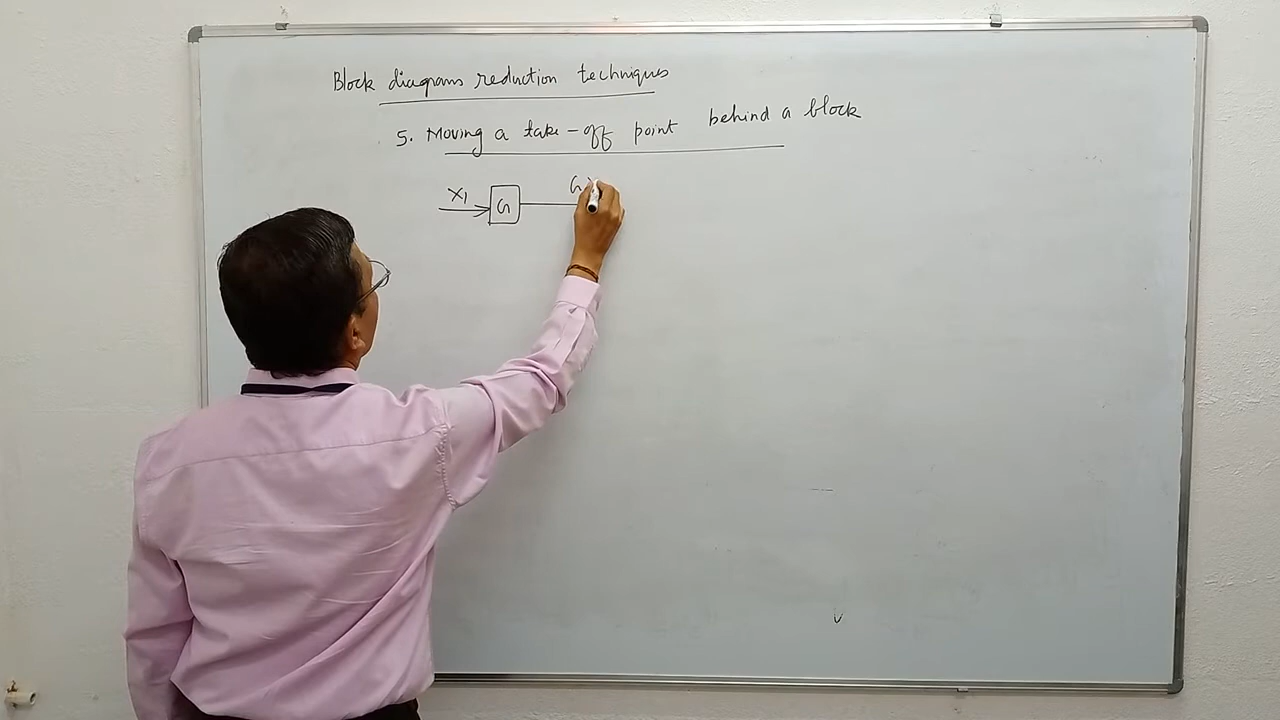 Block diagrams reduction techniques
5. Moving a take-off point behind a block
X1 G G